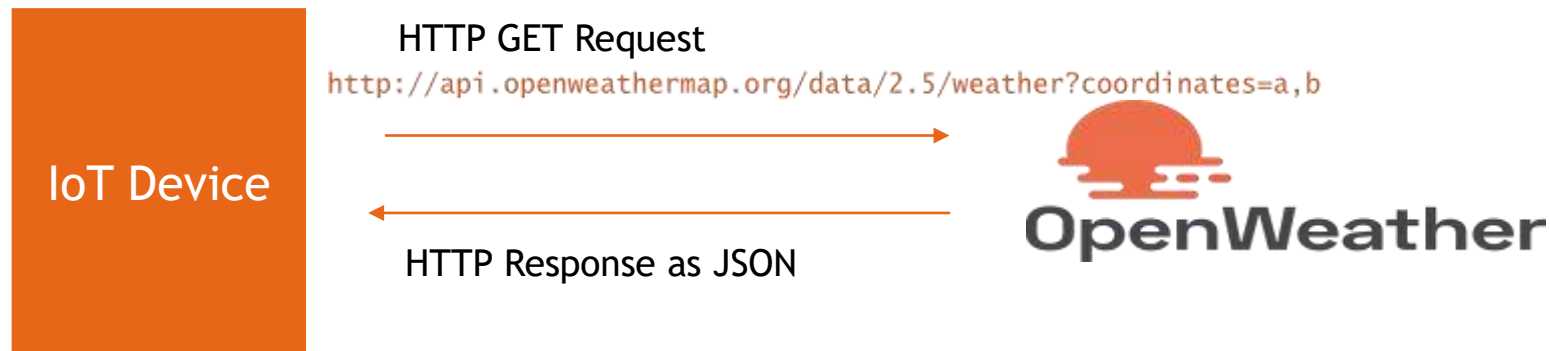 HTTP GET Request
http://api.openweathermap.org/data/2.5/weather?coordinates=a,b
IoT Device
OpenWeather
HTTP Response as JSON